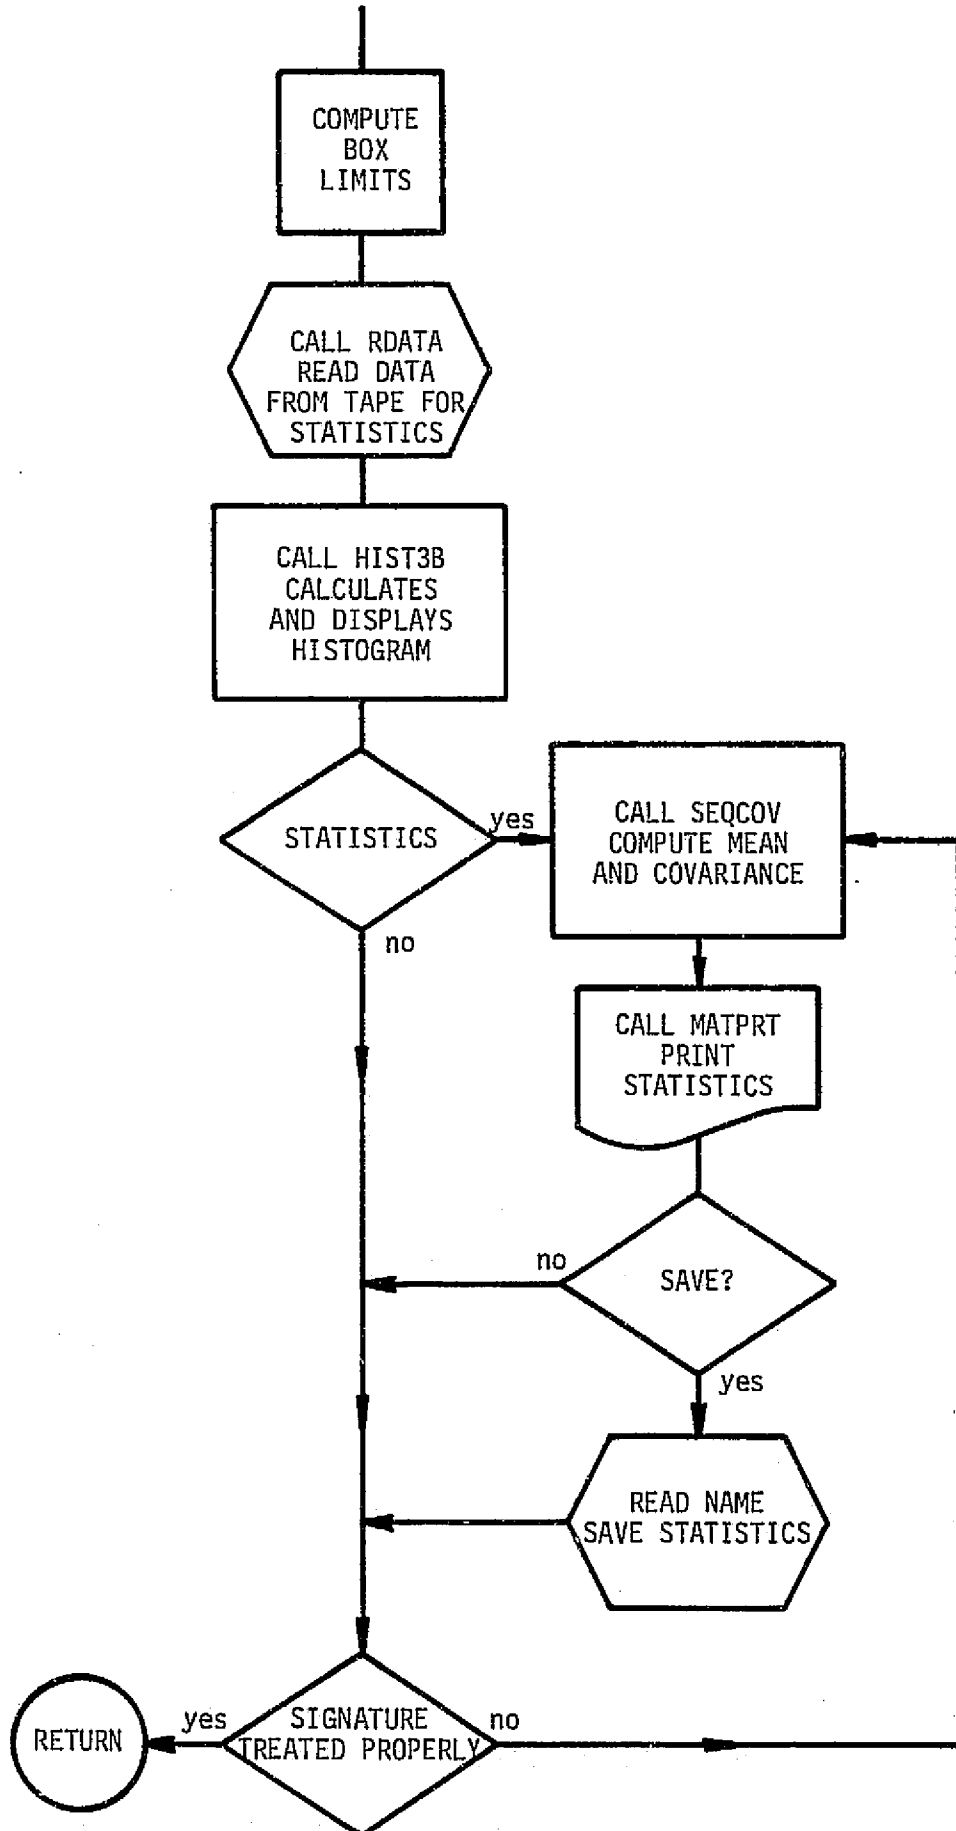 COMPUTE
BOX
LIMITS
CALL RDATA
READ DATA
FROM TAPE FOR
STATISTICS
CALL HIST3B
CALCULATES
AND DISPLAYS
HISTOGRAM
STATISTICS
yes
no
CALL SEQCOV
COMPUTE MEAN
AND COVARIANCE
CALL MATPRT
PRINT
STATISTICS
no
SAVE?
yes
READ NAME
SAVE STATISTICS
RETURN
yes
SIGNATURE
TREATED PROPERLY
no